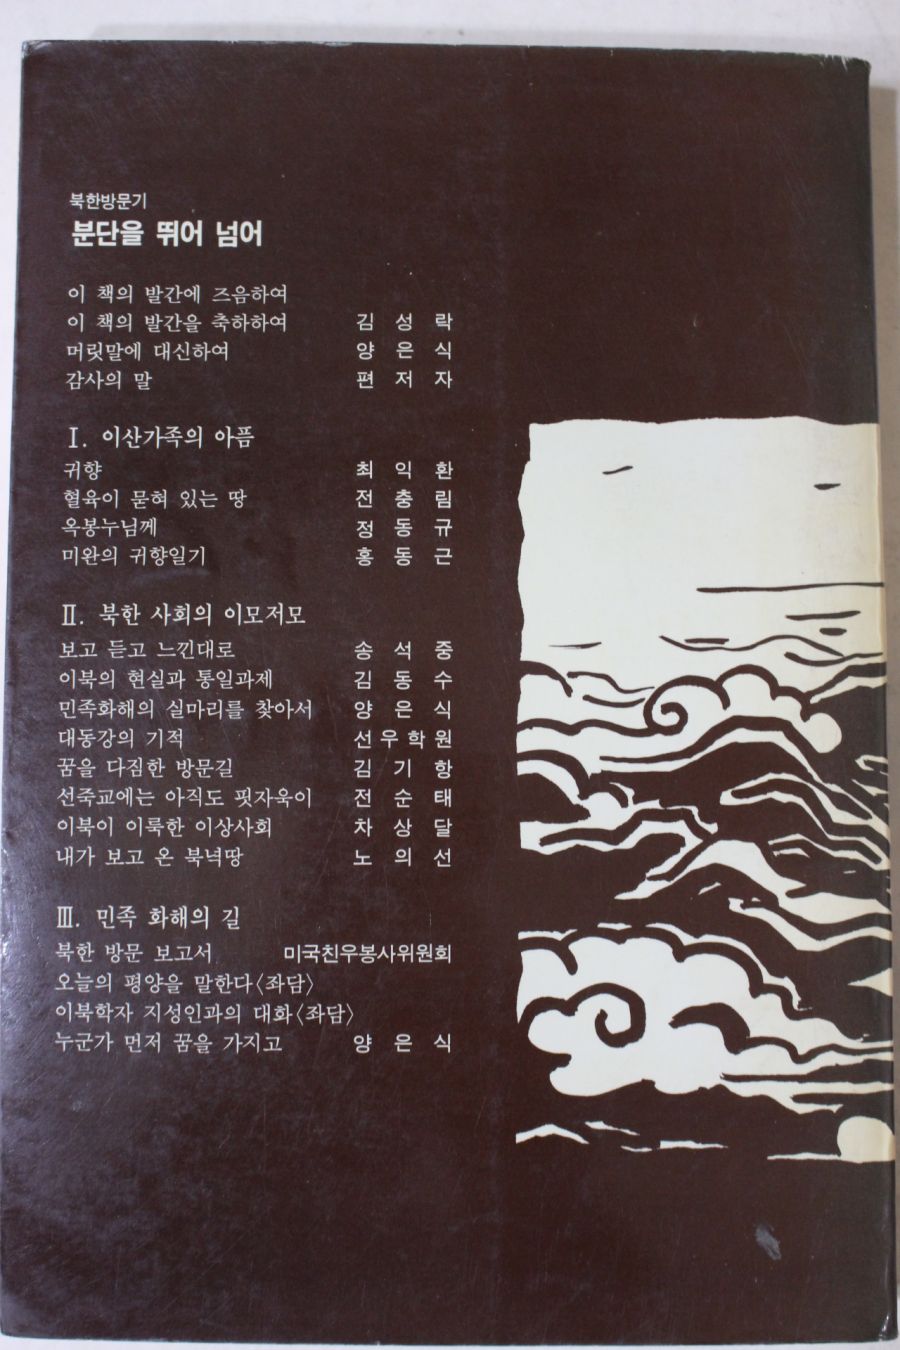 북한방문기
분단을 뛰어 넘어
이 책의 발간에 즈음하여
이 책의 발간을 축하하여 김 성 락
머릿말에 대신하여 양 은 식
감사의 말 편 저 자
Ⅰ. 이산가족의 아픔
귀향 최 익 환
혈육이 묻혀 있는 땅 전 충 림
옥봉누님께 정 동 규
미완의 귀향일기 홍 동 근
Ⅱ. 북한 사회의 이모저모
보고 듣고 느낀대로 송 석 중
이북의 현실과 통일과제 김 동 수
민족화해의 실마리를 찾아서 양 은 식
대동강의 기적 선우학원
꿈을 다짐한 방문길 김 기 항
선죽교에는 아직도 핏자욱이 전 순 태
이북이 이룩한 이상사회 차 상 달
내가 보고 온 북녘땅 노 의 선
Ⅲ. 민족 화해의 길
북한 방문 보고서 미국친우봉사위원회
오늘의 평양을 말한다〈좌담〉
이북학자 지성인과의 대화〈좌담〉
누군가 먼저 꿈을 가지고 양 은 식